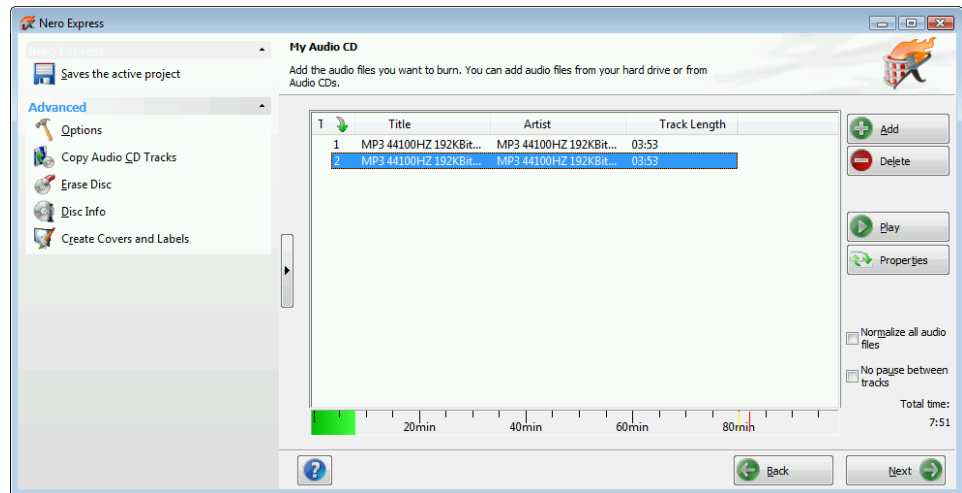 Nero Express
Nero Express
Saves the active project
Advanced
Options
Copy Audio CD Tracks
Erase Disc
Disc Info
Create Covers and Labels
My Audio CD
Add the audio files you want to burn. You can add audio files from your hard drive or from
Audio CDs.
T Title Artist Track Length
1 MP3 44100HZ 192KBit... MP3 44100HZ 192KBit... 03:53
2 MP3 44100HZ 192KBit... MP3 44100HZ 192KBit... 03:53
Add
Delete
Play
Properties
Normalize all audio
files
No pause between
tracks
Total time:
7:51
20min 40min 60min 80min
Back Next